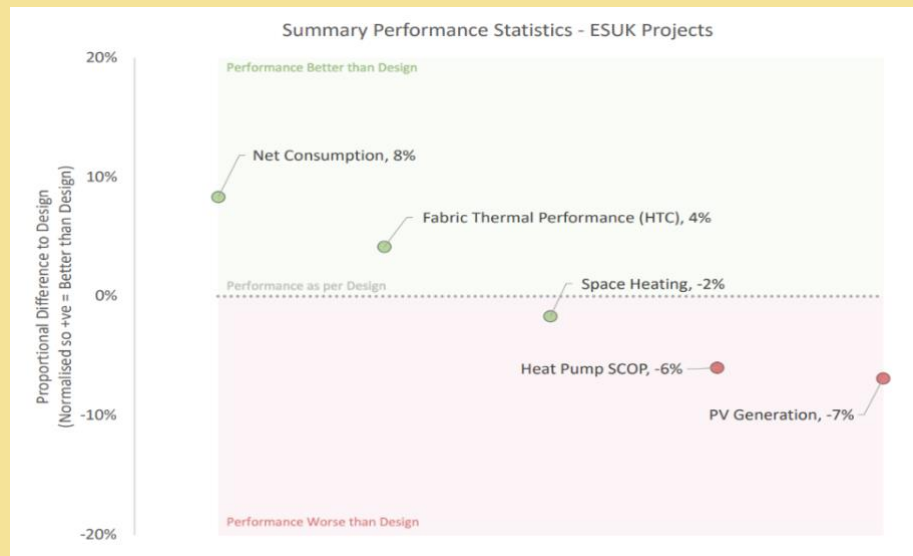 Summary Performance Statistics - ESUK Projects
20%
Performance Better than Design
Net Consumption, 8%
10%
Fabric Thermal Performance (HTC), 4%
Proportional Difference to Design
(Normalised so +ve = Better than Design)
Performance as per Design
Space Heating, -2%
0%
Heat Pump SCOP, -6%
-10%
PV Generation, -7%
Performance Worse than Design
-20%